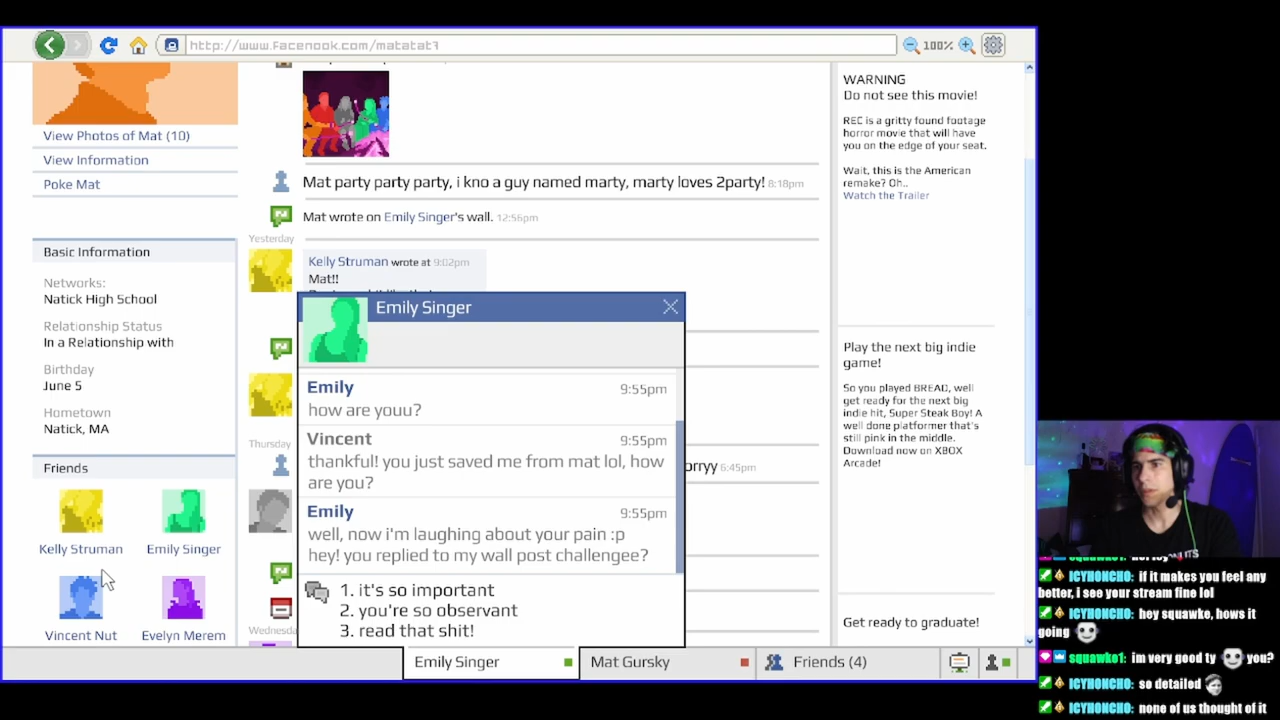 http://www.facenook.com/matatat7
100%
View Photos of Mat (10)
View Information
Poke Mat
Basic Information
Networks:
Natick High School
Relationship Status
In a Relationship with
Birthday
June 5
Hometown
Natick, MA
Friends
Kelly Struman
Emily Singer
Vincent Nut
Evelyn Merem
Mat party party party, i kno a guy named marty, marty loves 2party! 8:18pm
Mat wrote on Emily Singer's wall. 12:56pm
Yesterday
Kelly Struman wrote at 9:02pm
Mat!!
Thursday
orryy 6:45pm
Wednesday
Emily Singer
Emily 9:55pm
how are youu?
Vincent 9:55pm
thankful! you just saved me from mat lol, how
are you?
Emily 9:55pm
well, now i'm laughing about your pain :p
hey! you replied to my wall post challengee?
1. it's so important
2. you're so observant
3. read that shit!
Emily Singer
Mat Gursky
Friends (4)
WARNING
Do not see this movie!
REC is a gritty found footage
horror movie that will have
you on the edge of your seat.
Wait, this is the American
remake? Oh..
Watch the Trailer
Play the next big indie
game!
So you played BREAD, well
get ready for the next big
indie hit, Super Steak Boy! A
well done platformer that's
still pink in the middle.
Download now on XBOX
Arcade!
Get ready to graduate!
ICYHONCHO: if it makes you feel any
better, i see your stream fine lol
ICYHONCHO: hey squawke, hows it
going
squawke1: im very good ty you?
ICYHONCHO: so detailed
ICYHONCHO: none of us thought of it